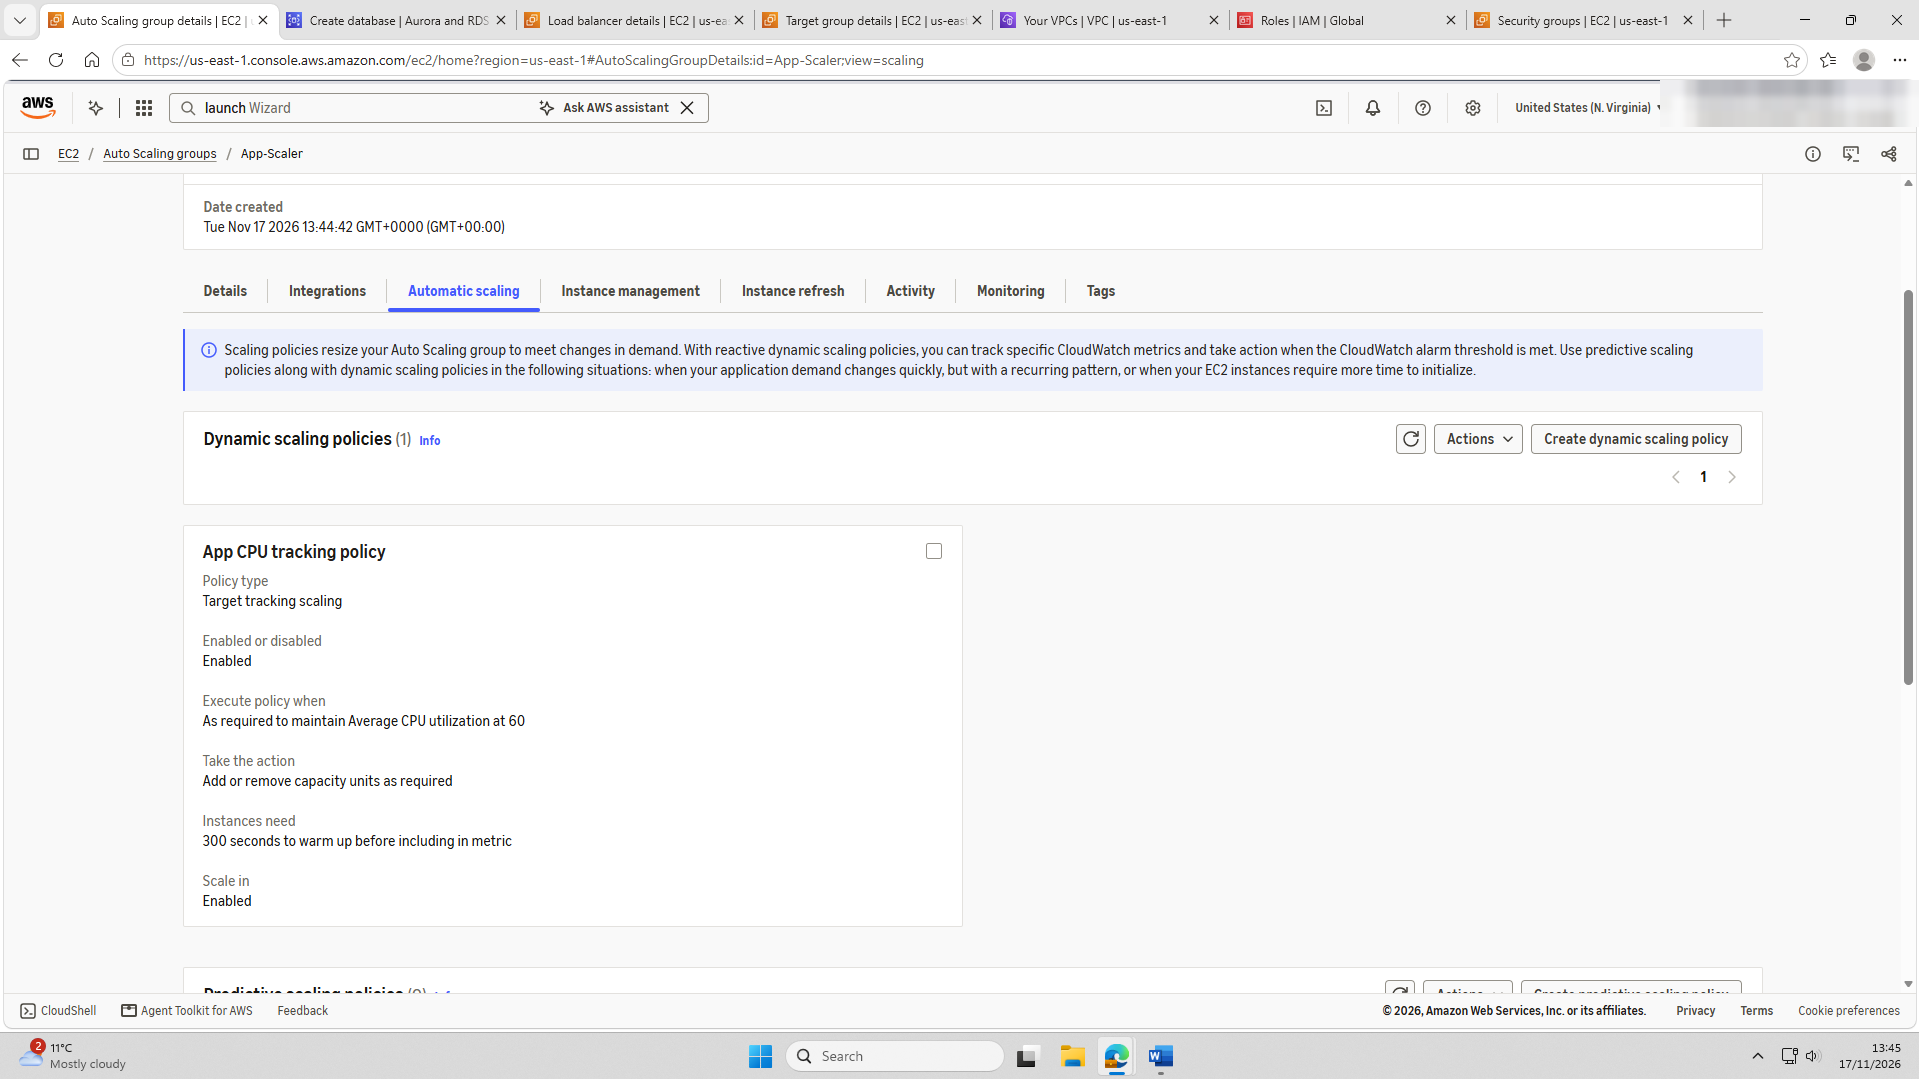 Auto Scaling group details | EC2 |
Create database | Aurora and RDS
Load balancer details | EC2 | us-eas
Target group details | EC2 | us-east
Your VPCs | VPC | us-east-1
Roles | IAM | Global
Security groups | EC2 | us-east-1
https://us-east-1.console.aws.amazon.com/ec2/home?region=us-east-1#AutoScalingGroupDetails:id=App-Scaler;view=scaling
aws
launch Wizard
Ask AWS assistant
United States (N. Virginia)
EC2 / Auto Scaling groups / App-Scaler
Date created
Tue Nov 17 2026 13:44:42 GMT+0000 (GMT+00:00)
Details
Integrations
Automatic scaling
Instance management
Instance refresh
Activity
Monitoring
Tags
Scaling policies resize your Auto Scaling group to meet changes in demand. With reactive dynamic scaling policies, you can track specific CloudWatch metrics and take action when the CloudWatch alarm threshold is met. Use predictive scaling
policies along with dynamic scaling policies in the following situations: when your application demand changes quickly, but with a recurring pattern, or when your EC2 instances require more time to initialize.
Dynamic scaling policies (1) Info
Actions
Create dynamic scaling policy
1
App CPU tracking policy
Policy type
Target tracking scaling
Enabled or disabled
Enabled
Execute policy when
As required to maintain Average CPU utilization at 60
Take the action
Add or remove capacity units as required
Instances need
300 seconds to warm up before including in metric
Scale in
Enabled
Predictive scaling policies (0) Info
Actions
Create predictive scaling policy
CloudShell
Agent Toolkit for AWS
Feedback
© 2026, Amazon Web Services, Inc. or its affiliates.
Privacy
Terms
Cookie preferences
2
11°C
Mostly cloudy
Search
W
13:45
17/11/2026